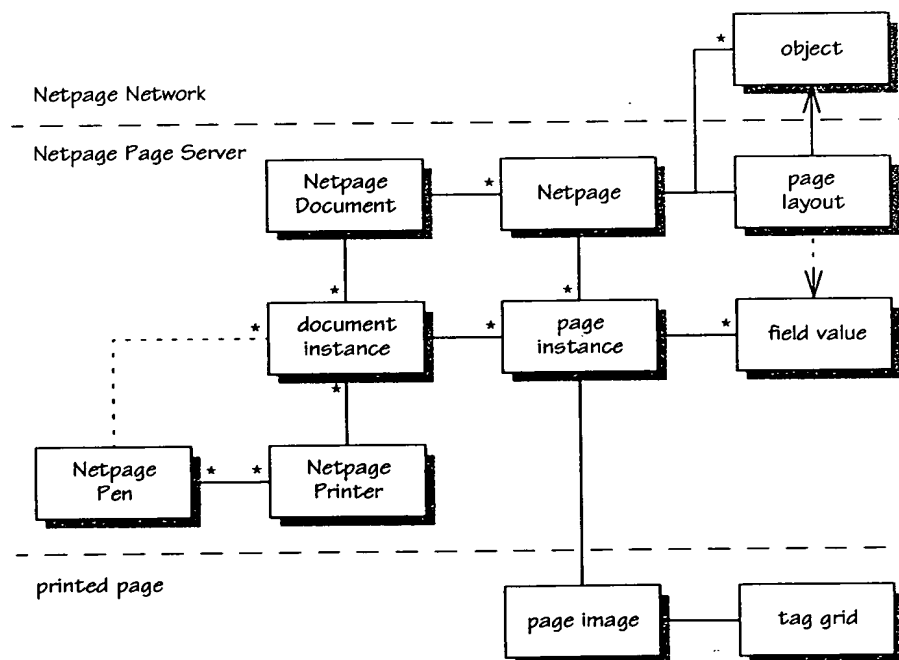 *
object
Netpage Network
Netpage Page Server
Netpage
Document
*
Netpage
page
layout
*
*
*
document
instance
*
page
instance
*
field value
*
Netpage
Pen
*
*
Netpage
Printer
printed page
page image
tag grid